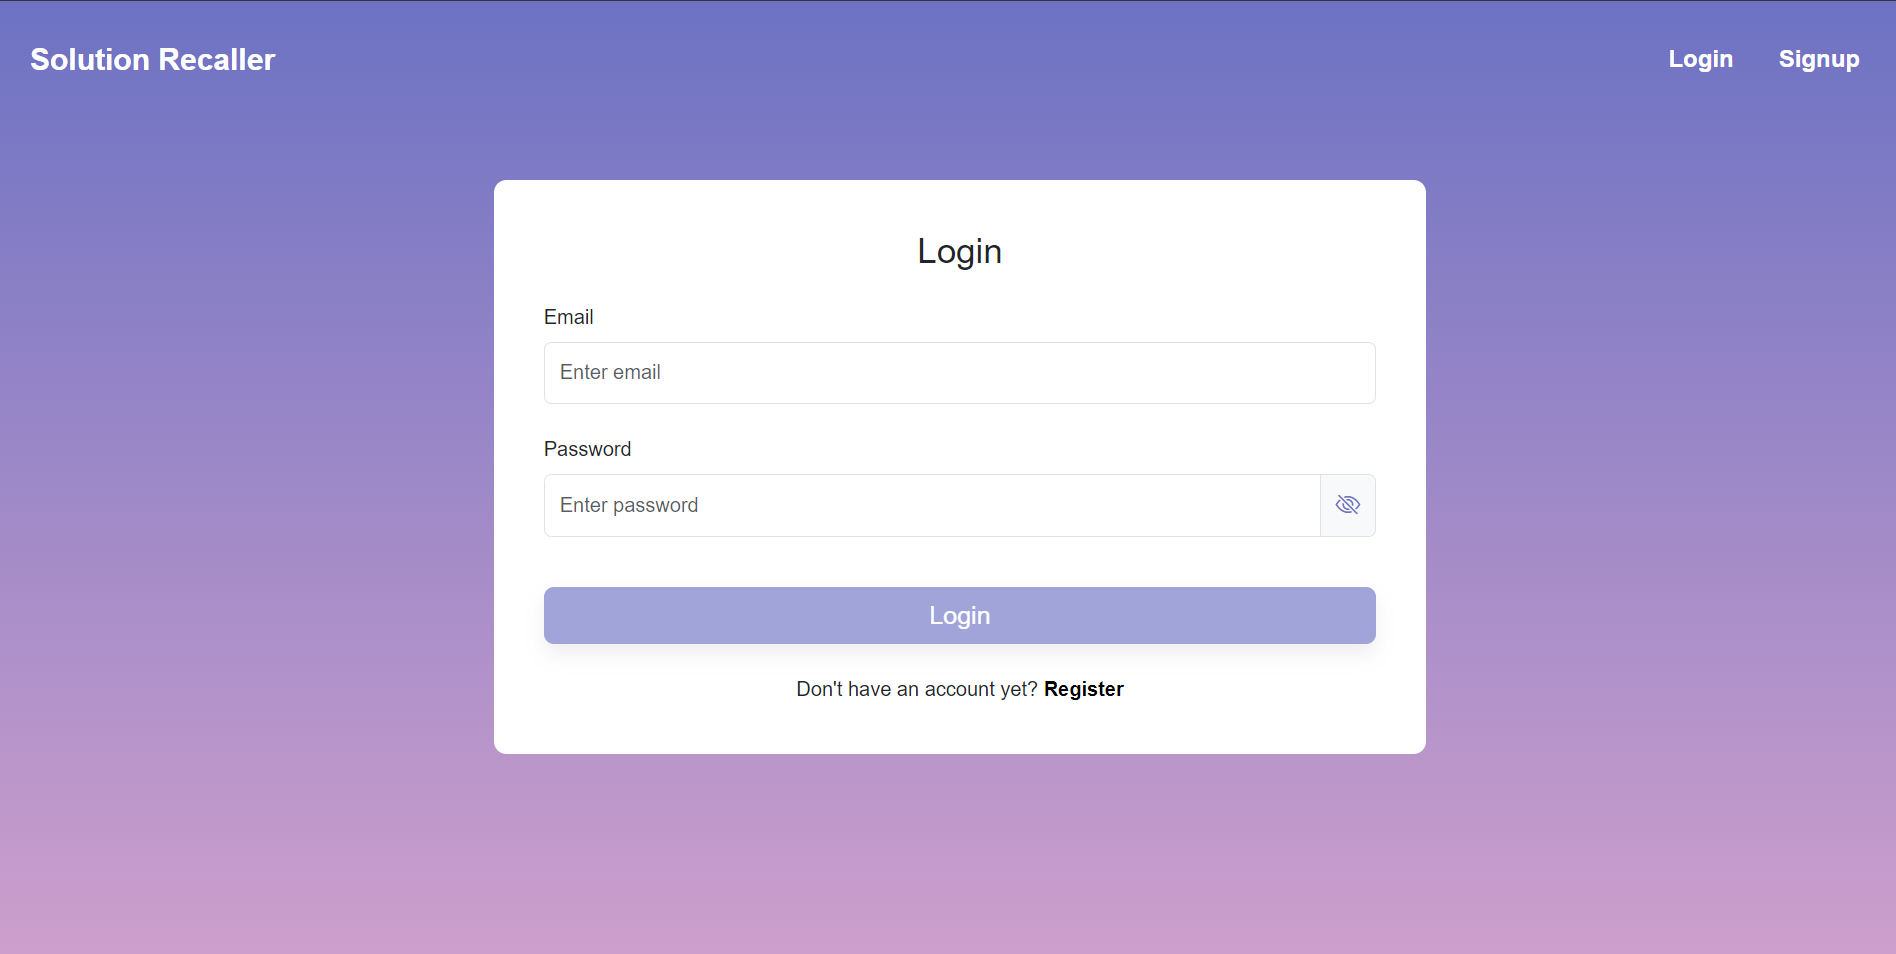 Solution Recaller
Login Signup
Login
Email
Enter email
Password
Enter password
Login
Don't have an account yet? Register